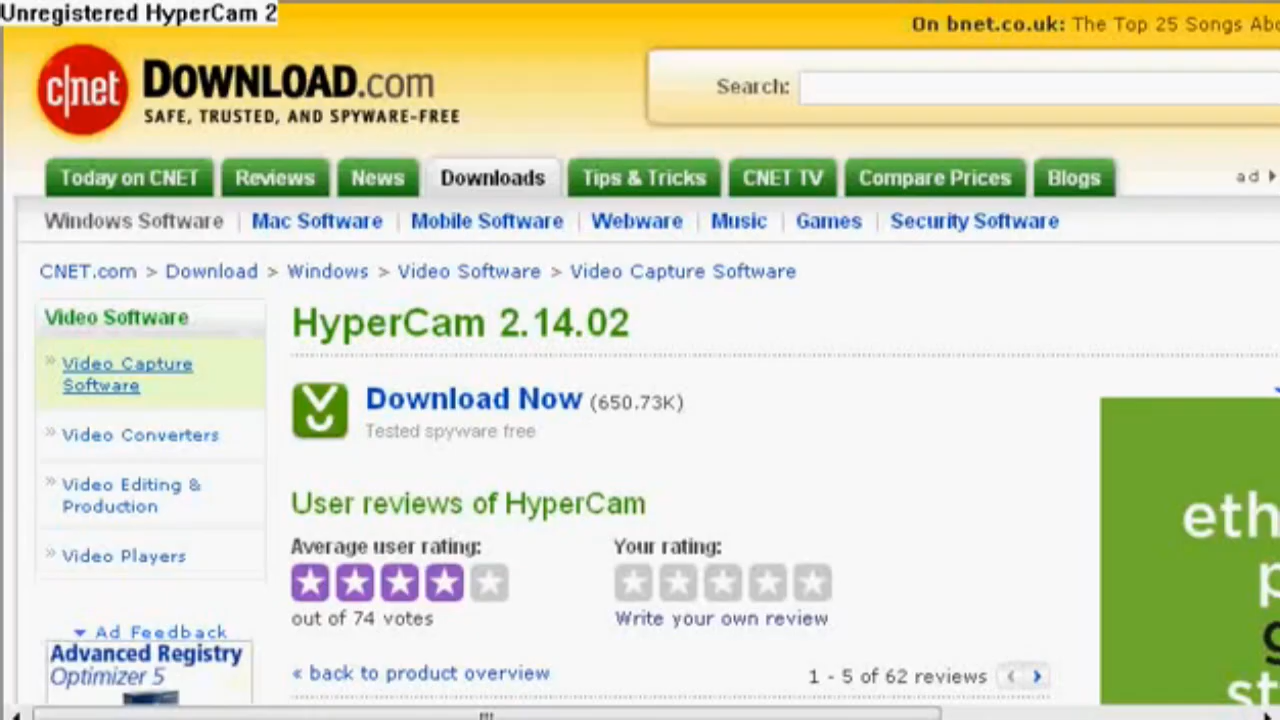 Unregistered HyperCam 2
On bnet.co.uk: The Top 25 Songs
c|net DOWNLOAD.com
SAFE, TRUSTED, AND SPYWARE-FREE
Search:
Today on CNET Reviews News Downloads Tips & Tricks CNET TV Compare Prices Blogs
ad
Windows Software | Mac Software | Mobile Software | Webware | Music | Games | Security Software
CNET.com > Download > Windows > Video Software > Video Capture Software
Video Software
» Video Capture
Software
» Video Converters
» Video Editing &
Production
» Video Players
Ad Feedback
Advanced Registry
Optimizer 5
HyperCam 2.14.02
Download Now (650.73K)
Tested spyware free
User reviews of HyperCam
Average user rating: Your rating:
out of 74 votes Write your own review
« back to product overview 1 - 5 of 62 reviews
eth
p
st